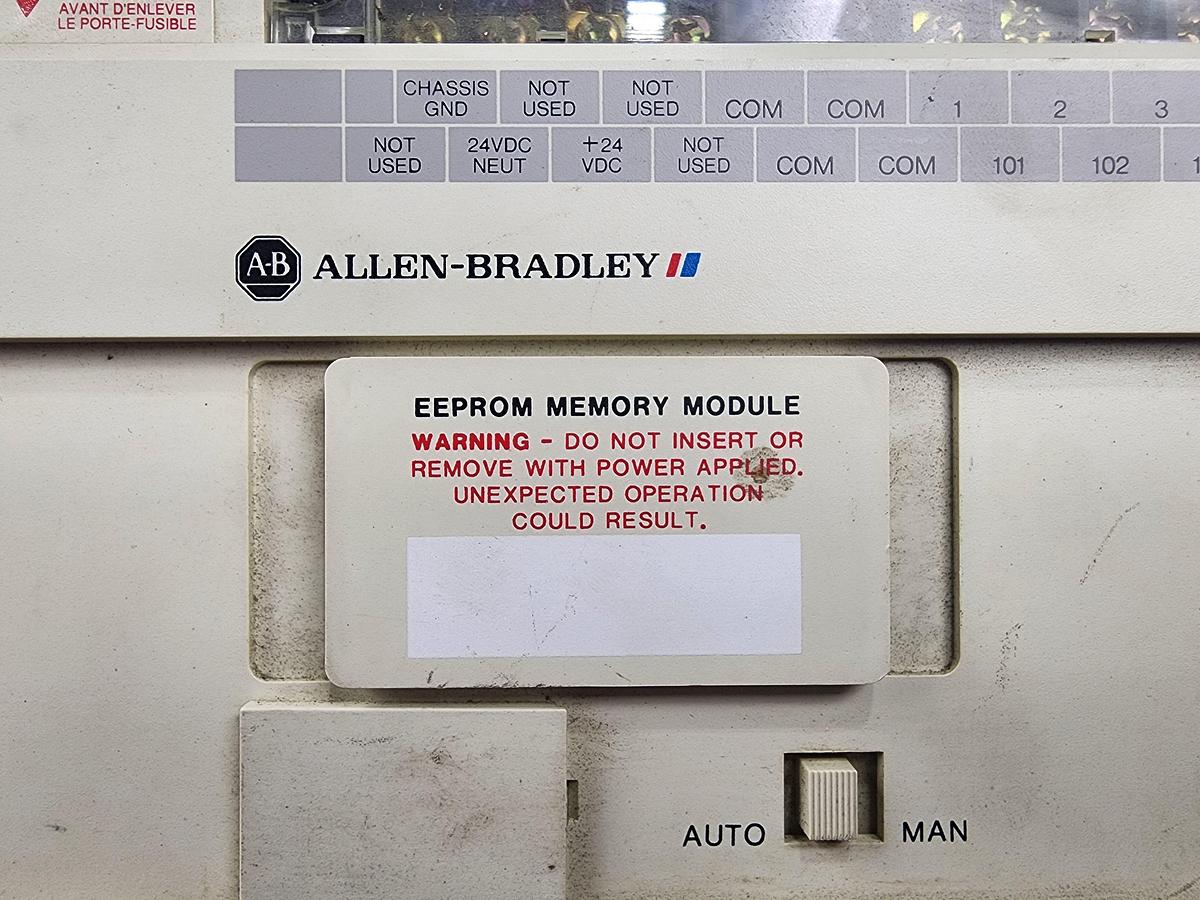 AVANT D'ENLEVER
LE PORTE-FUSIBLE
CHASSIS GND NOT USED NOT USED COM COM 1 2 3
NOT USED 24VDC NEUT +24 VDC NOT USED COM COM 101 102 1
A-B ALLEN-BRADLEY
EEPROM MEMORY MODULE
WARNING - DO NOT INSERT OR
REMOVE WITH POWER APPLIED.
UNEXPECTED OPERATION
COULD RESULT.
AUTO MAN